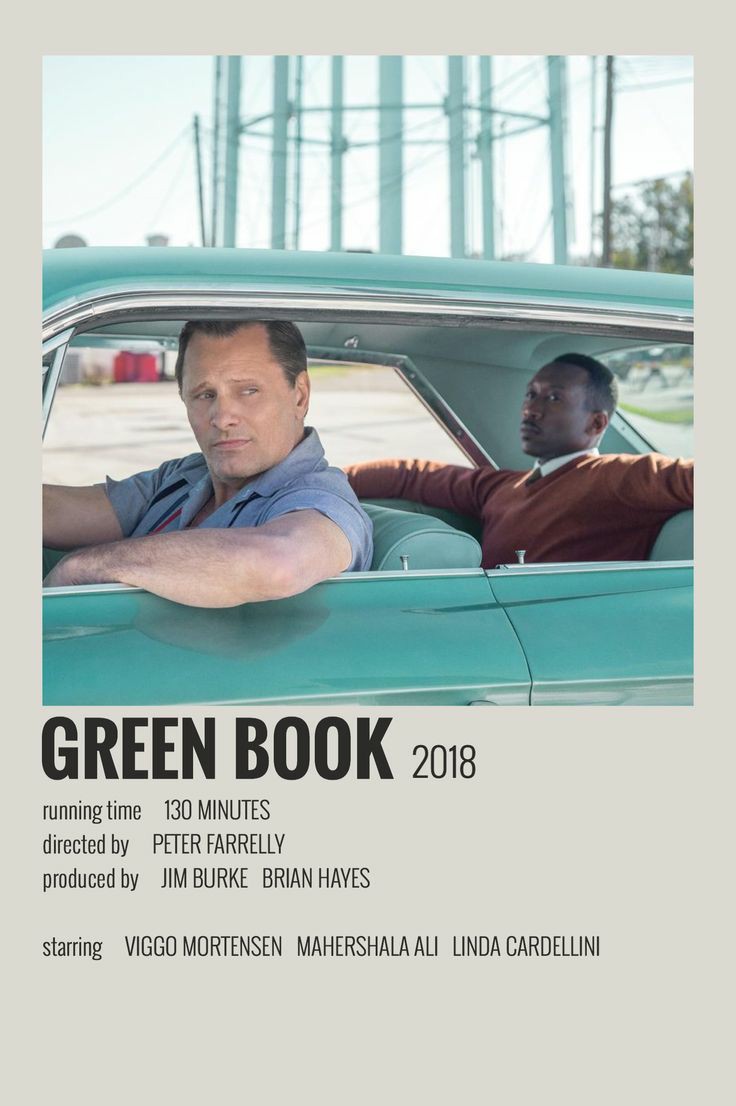 GREEN BOOK 2018
running time 130 MINUTES
directed by PETER FARRELLY
produced by JIM BURKE BRIAN HAYES
starring VIGGO MORTENSEN MAHERSHALA ALI LINDA CARDELLINI